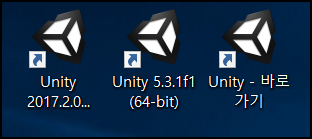 Unity
2017.2.0...
Unity 5.3.1f1
(64-bit)
Unity - 바로
가기